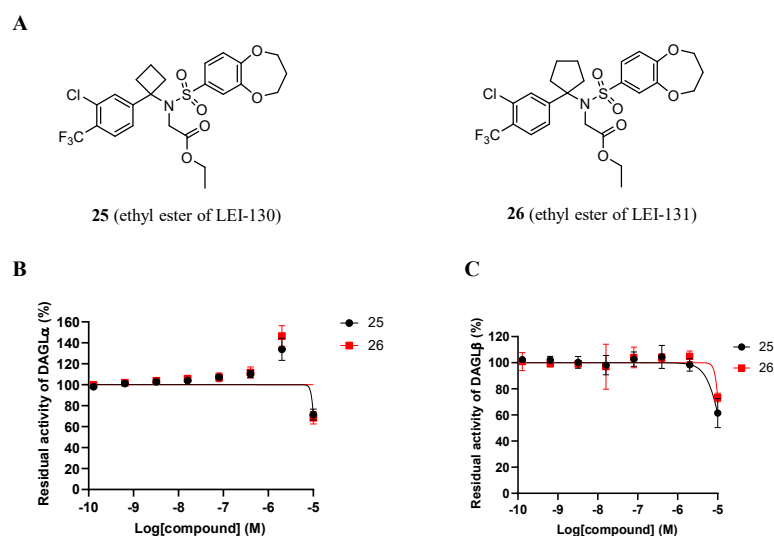 A
Cl
F3C
N
S
O
O
O
O
O
O
25 (ethyl ester of LEI-130)
Cl
F3C
N
S
O
O
O
O
O
O
26 (ethyl ester of LEI-131)
B
Residual activity of DAGLα (%)
160
140
120
100
80
60
40
20
0
-10 -9 -8 -7 -6 -5
Log[compound] (M)
25
26
C
Residual activity of DAGLβ (%)
120
100
80
60
40
20
0
-10 -9 -8 -7 -6 -5
Log[compound] (M)
25
26